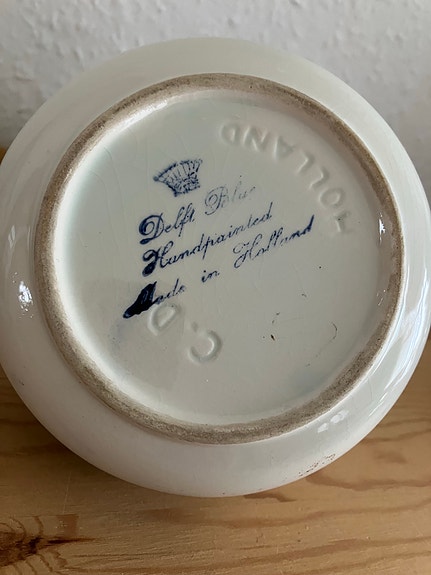 HOLLAND
Delft Blue
Handpainted
Made in Holland
C.D